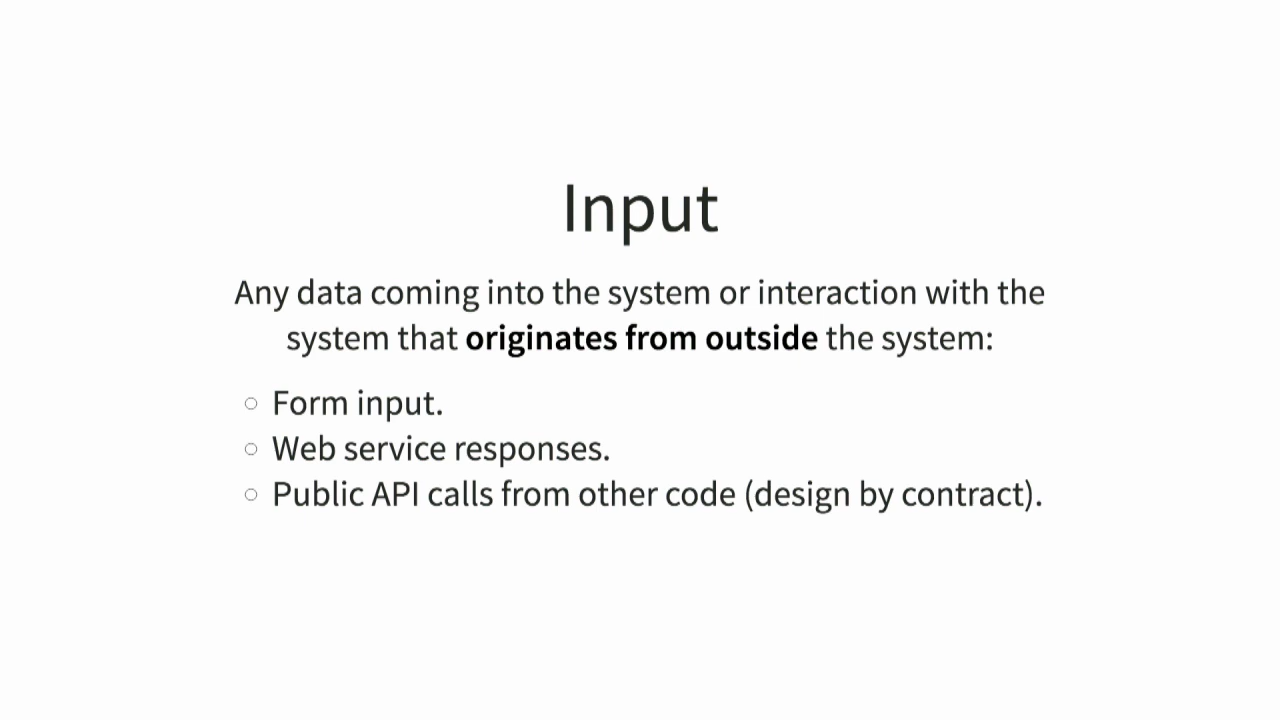 Input
Any data coming into the system or interaction with the
system that originates from outside the system:
○ Form input.
○ Web service responses.
○ Public API calls from other code (design by contract).